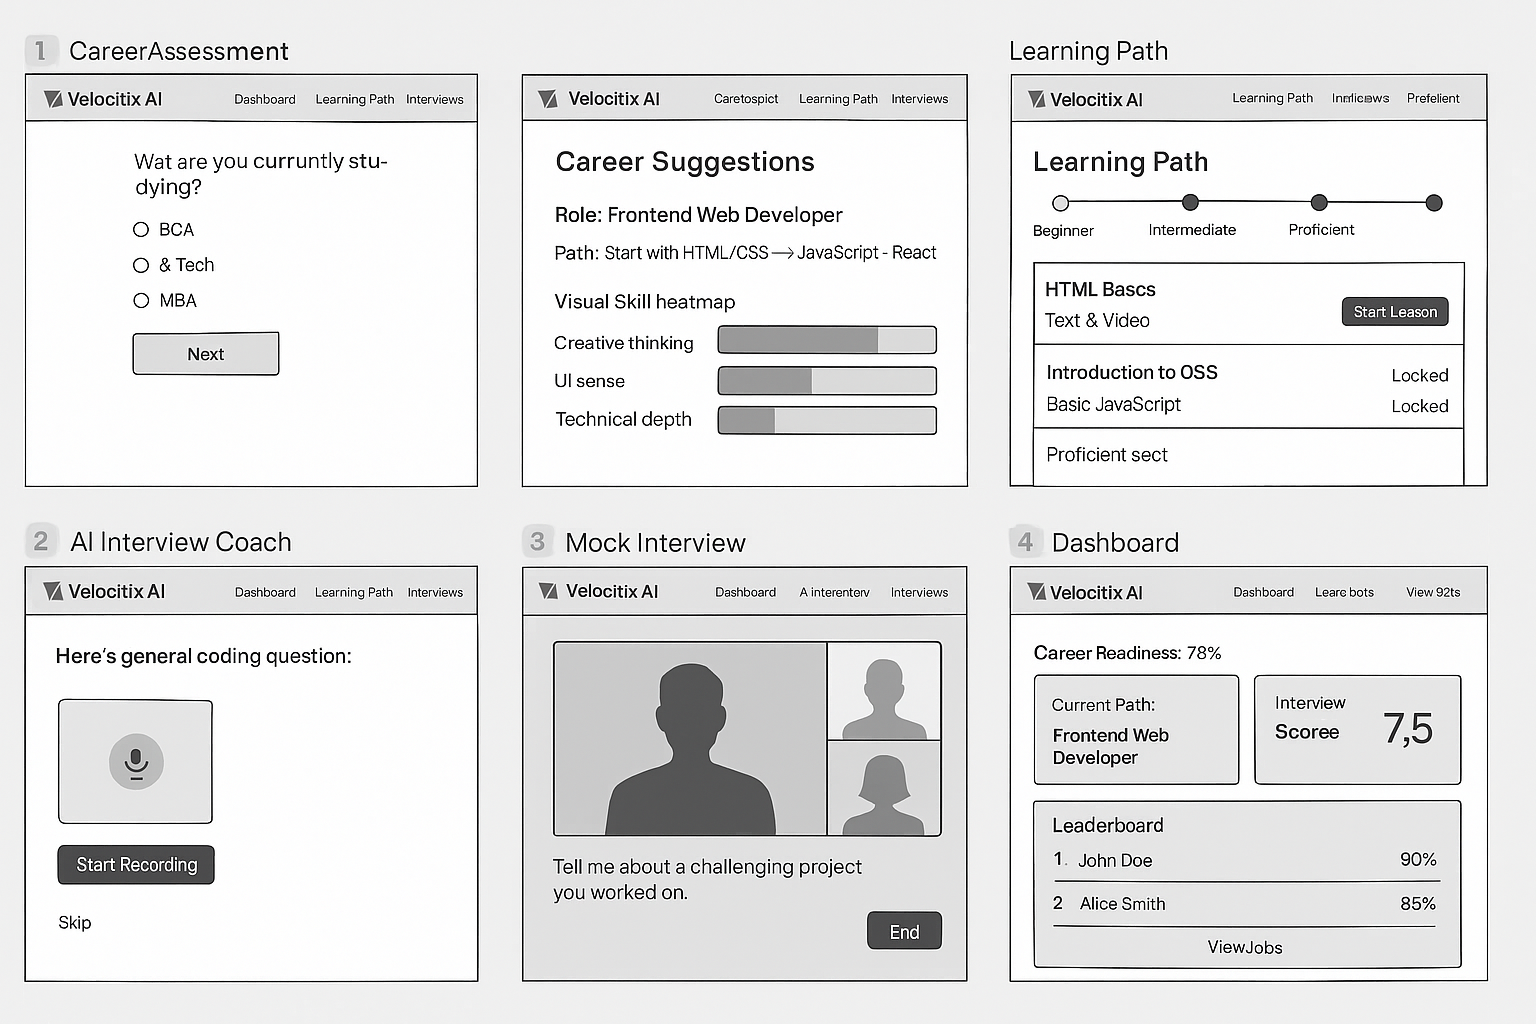 1 CareerAssessment
Velocitix AI Dashboard Learning Path Interviews
Wat are you curruntly stu-
dying?
BCA
& Tech
MBA
Next
Velocitix AI Caretospict Learning Path Interviews
Career Suggestions
Role: Frontend Web Developer
Path: Start with HTML/CSS → JavaScript - React
Visual Skill heatmap
Creative thinking
UI sense
Technical depth
Learning Path
Velocitix AI Learning Path Prefelient
Learning Path
Beginner Intermediate Proficient
HTML Bascs
Text & Video
Start Leason
Introduction to OSS Locked
Basic JavaScript Locked
Proficient sect
2 AI Interview Coach
Velocitix AI Dashboard Learning Path Interviews
Here's general coding question:
Start Recording
Skip
3 Mock Interview
Velocitix AI Dashboard A interenterv Interviews
Tell me about a challenging project
you worked on.
End
4 Dashboard
Velocitix AI Dashboard Learc bots View 92ts
Career Readiness: 78%
Current Path:
Frontend Web
Developer
Interview
Scoree 7,5
Leaderboard
1. John Doe 90%
2 Alice Smith 85%
ViewJobs